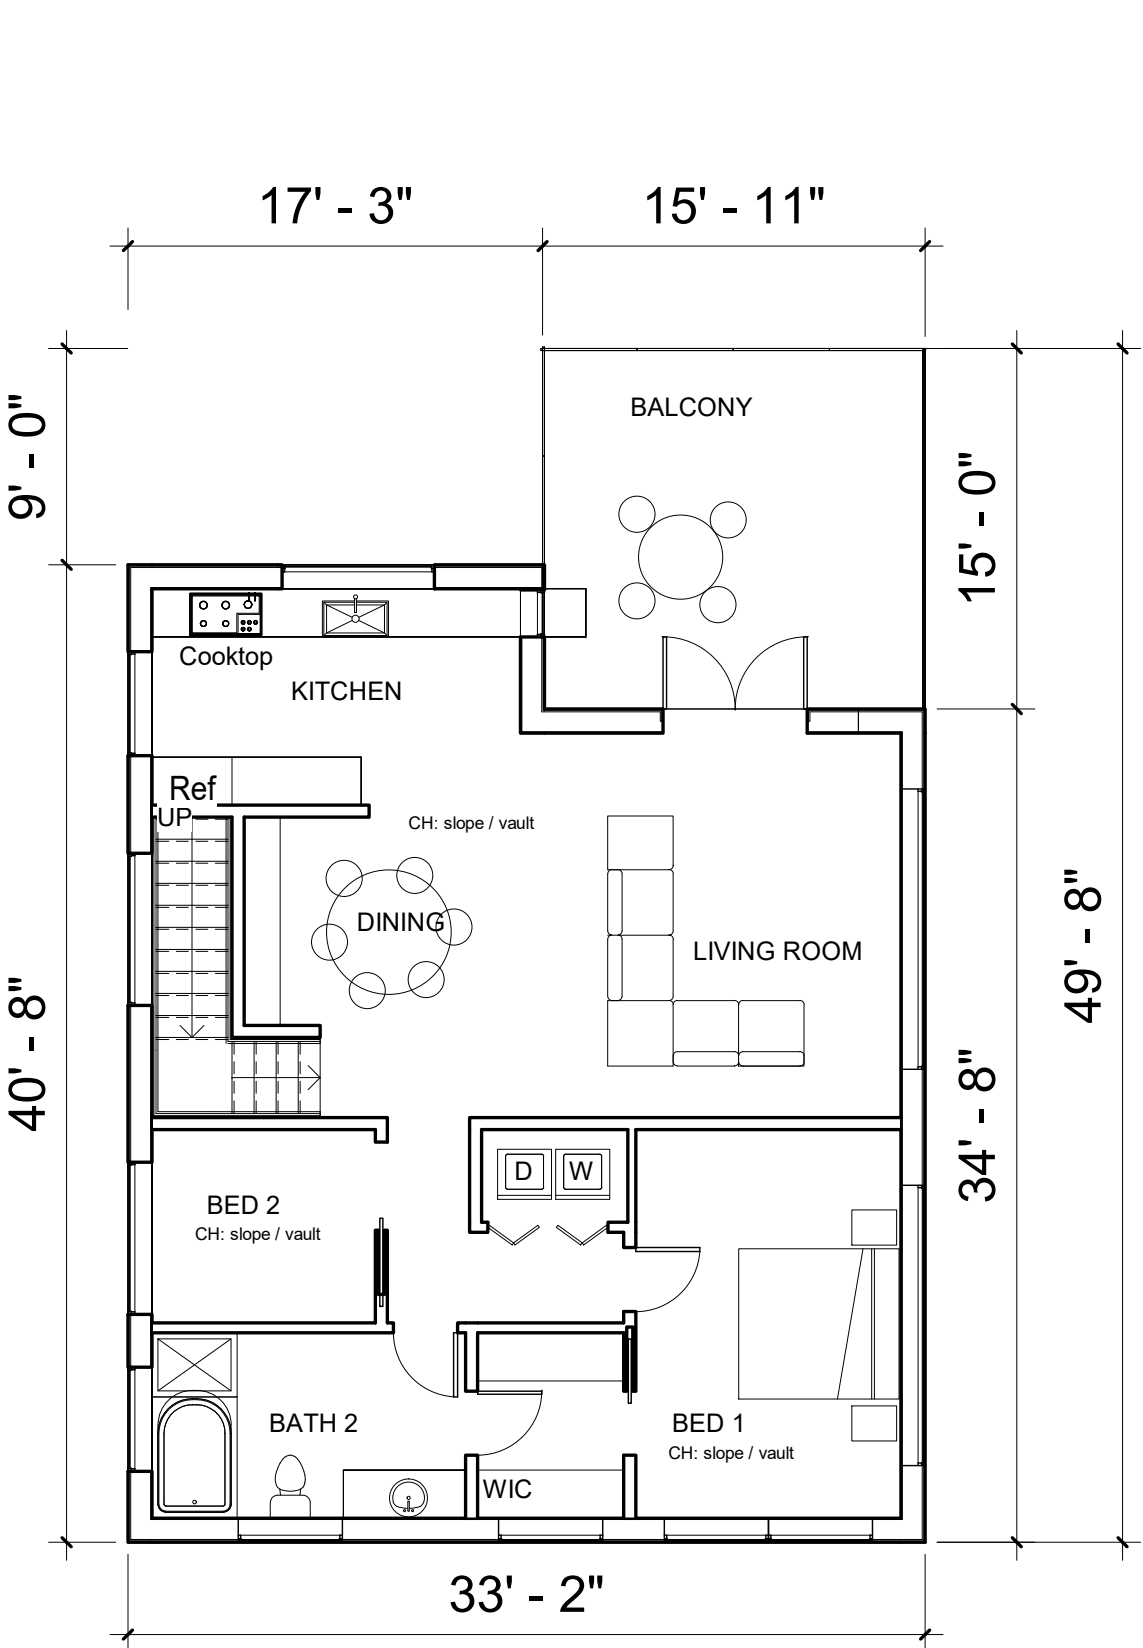 17' - 3"
15' - 11"
9' - 0"
BALCONY
15' - 0"
Cooktop
KITCHEN
Ref
UP
CH: slope / vault
DINING
LIVING ROOM
49' - 8"
40' - 8"
34' - 8"
D
W
BED 2
CH: slope / vault
BATH 2
BED 1
CH: slope / vault
WIC
33' - 2"